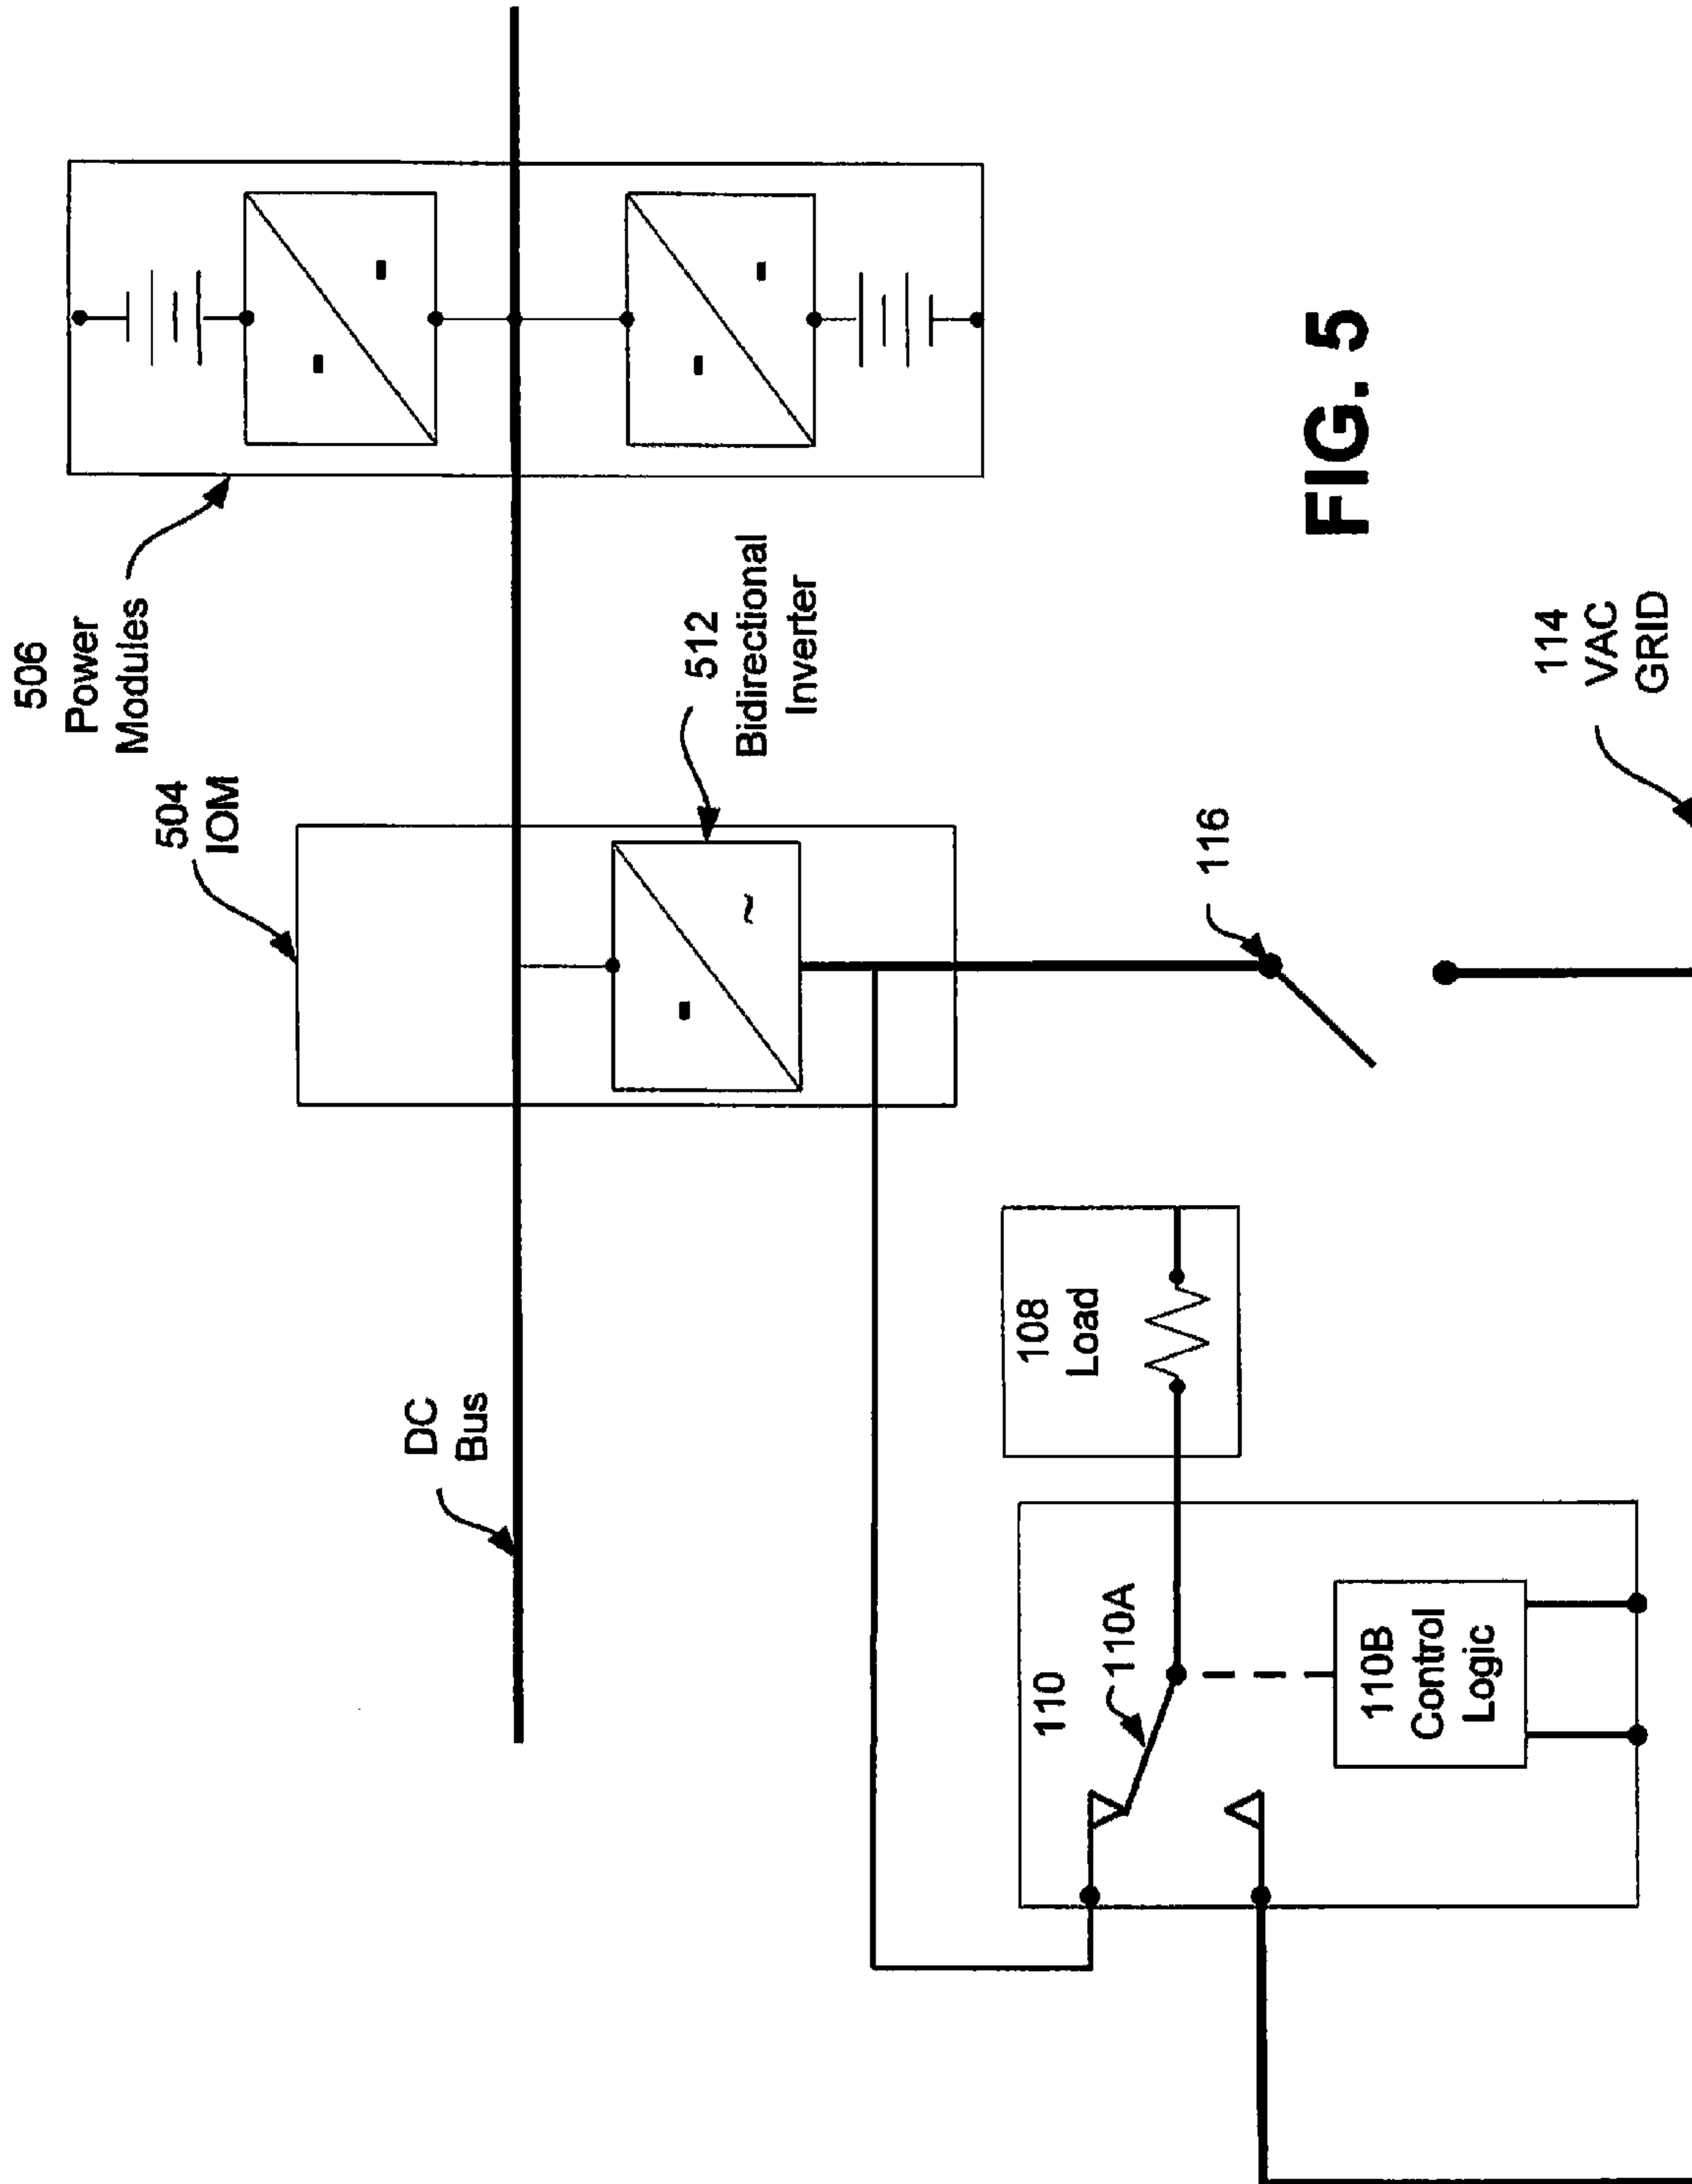 506
Power
Modules
504
IOM
512
Bidirectional
Inverter
DC
Bus
116
114
VAC
GRID
108
Load
110
110A
110B
Control
Logic
FIG. 5